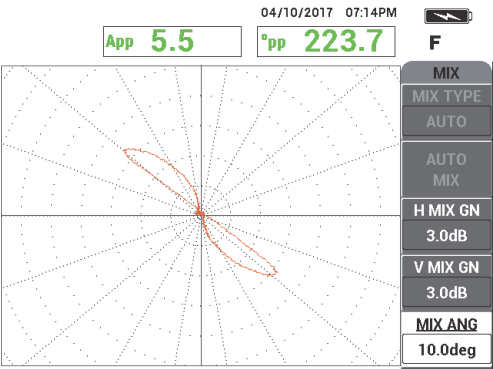 04/10/2017 07:14PM
App 5.5
°pp 223.7
F
MIX
MIX TYPE
AUTO
AUTO
MIX
H MIX GN
3.0dB
V MIX GN
3.0dB
MIX ANG
10.0deg